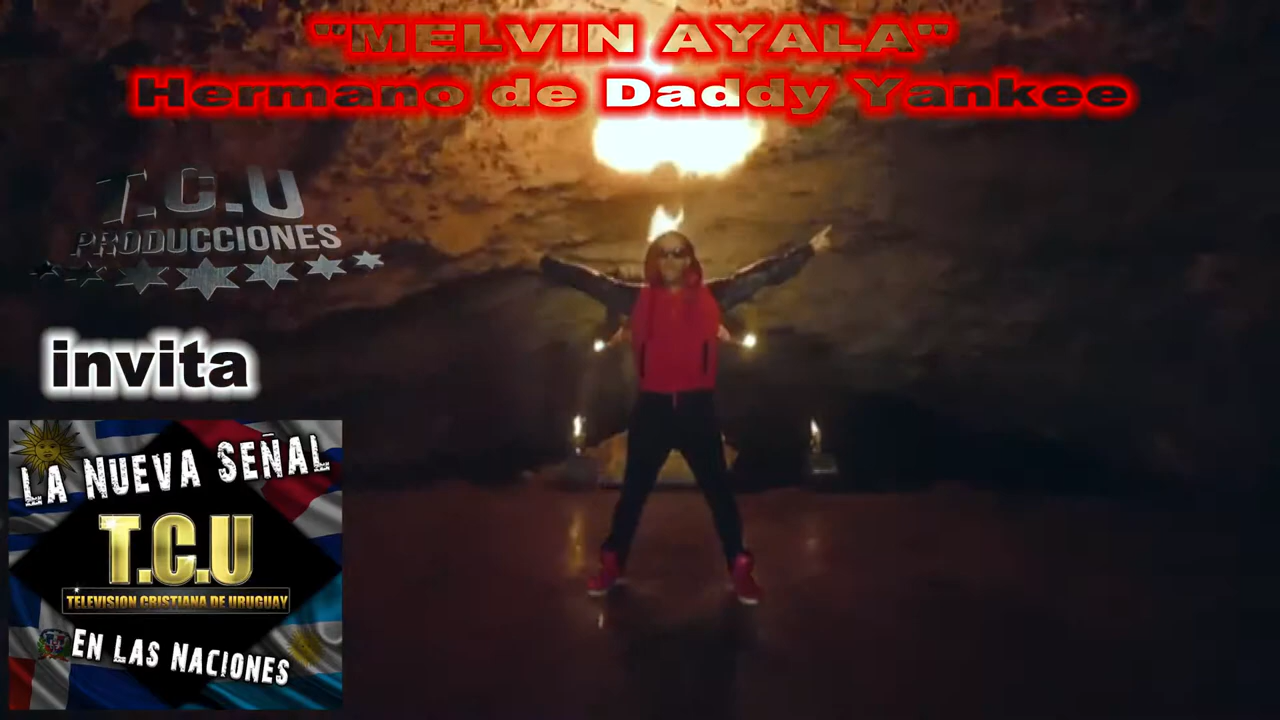 "MELVIN AYALA"
Hermano de Daddy Yankee
T.C.U
PRODUCCIONES
invita
LA NUEVA SEÑAL
T.C.U
TELEVISION CRISTIANA DE URUGUAY
EN LAS NACIONES